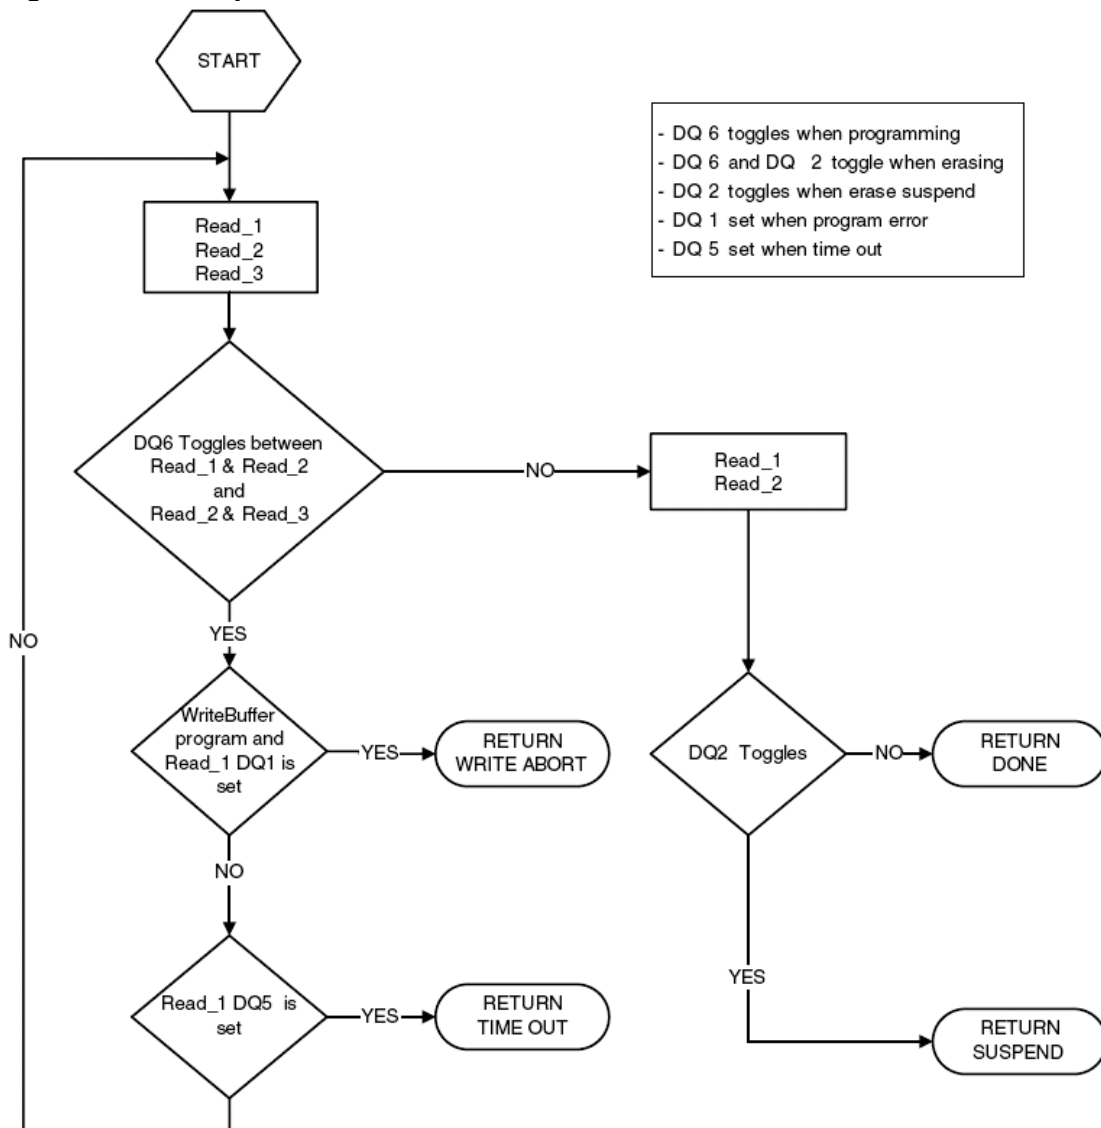 START
- DQ 6 toggles when programming
- DQ 6 and DQ 2 toggle when erasing
- DQ 2 toggles when erase suspend
- DQ 1 set when program error
- DQ 5 set when time out
Read_1
Read_2
Read_3
DQ6 Toggles between
Read_1 & Read_2
and
Read_2 & Read_3
NO
Read_1
Read_2
NO
YES
WriteBuffer
program and
Read_1 DQ1 is
set
YES
RETURN
WRITE ABORT
DQ2 Toggles
NO
RETURN
DONE
NO
YES
Read_1 DQ5 is
set
YES
RETURN
TIME OUT
RETURN
SUSPEND